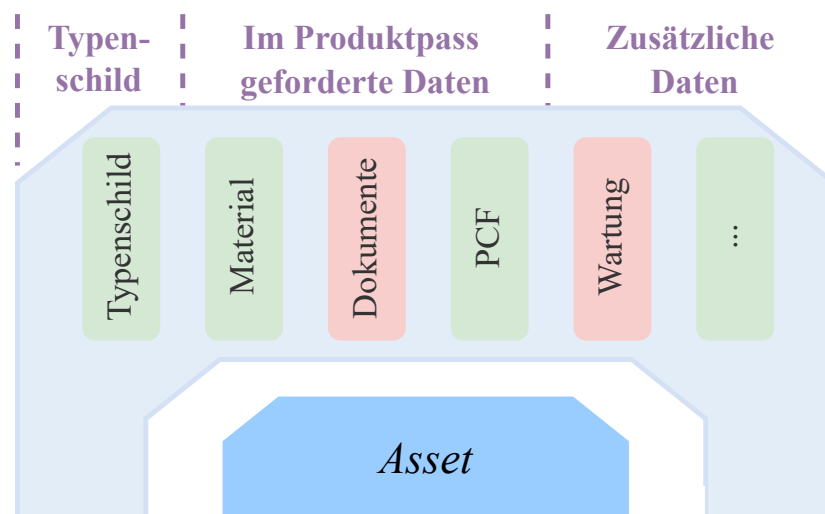 Typen-
schild
Im Produktpass
geforderte Daten
Zusätzliche
Daten
Typenschild
Material
Dokumente
PCF
Wartung
...
Asset